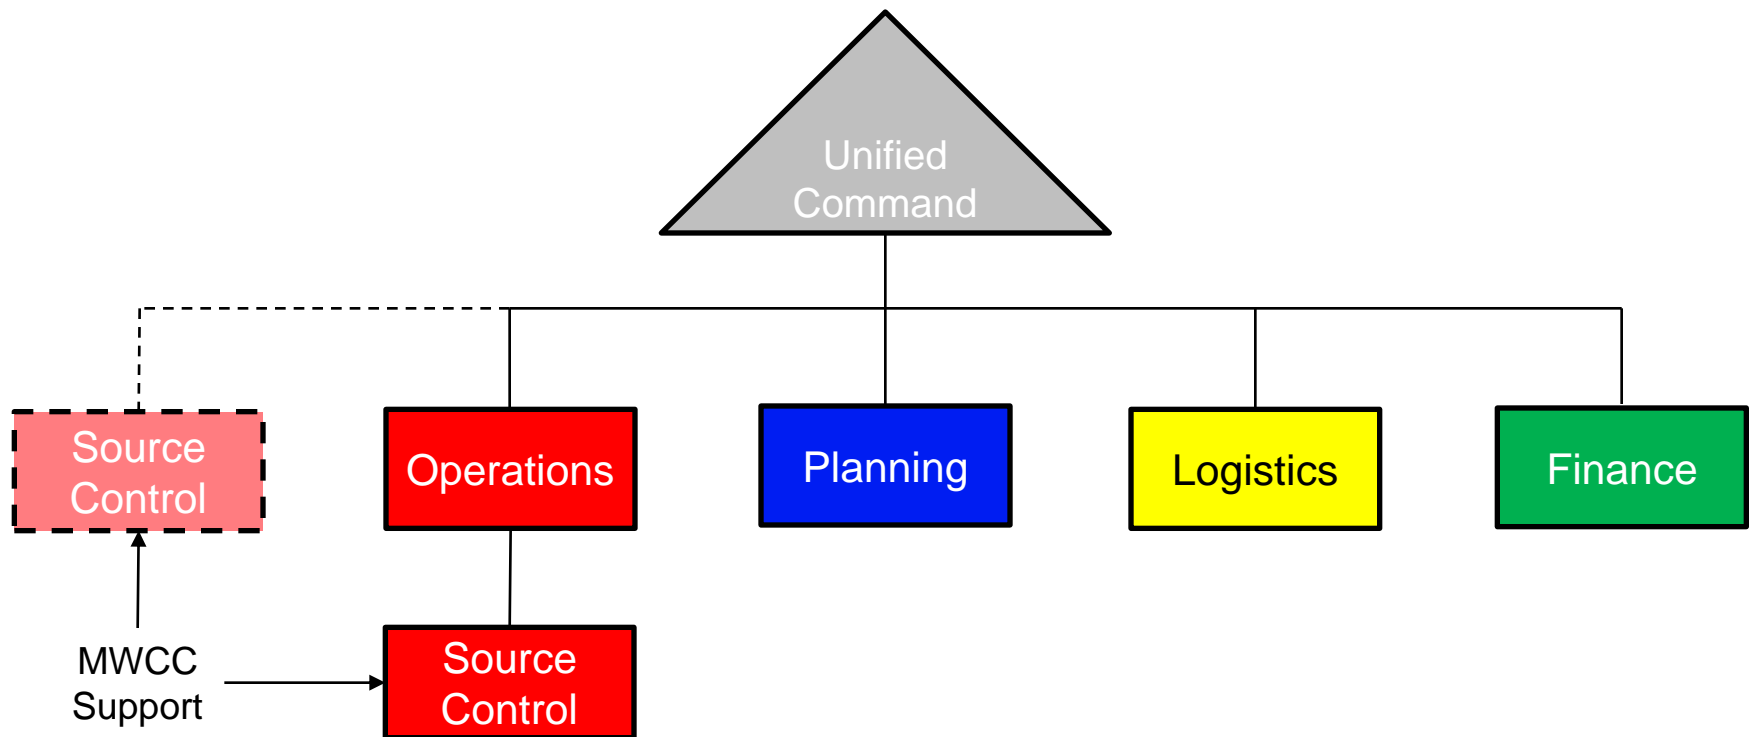 Unified
Command
Source
Control
Operations
Planning
Logistics
Finance
MWCC
Support
Source
Control